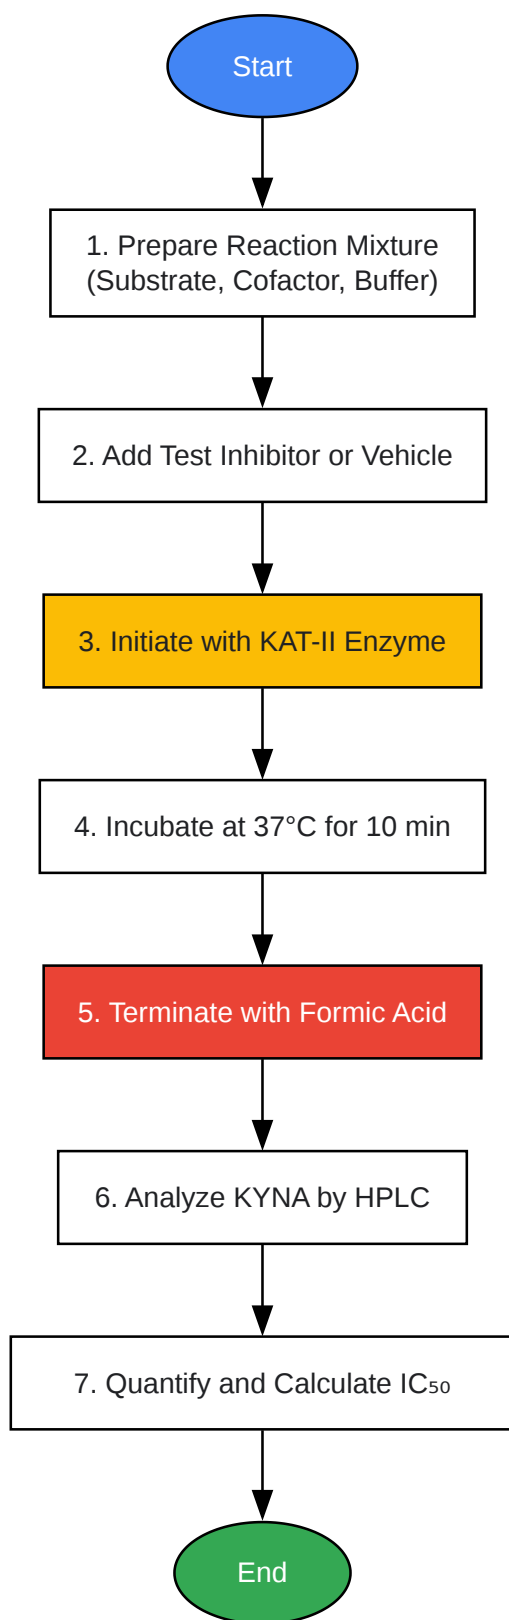 Start
1. Prepare Reaction Mixture
(Substrate, Cofactor, Buffer)
2. Add Test Inhibitor or Vehicle
3. Initiate with KAT-II Enzyme
4. Incubate at 37°C for 10 min
5. Terminate with Formic Acid
6. Analyze KYNA by HPLC
7. Quantify and Calculate IC₅₀
End